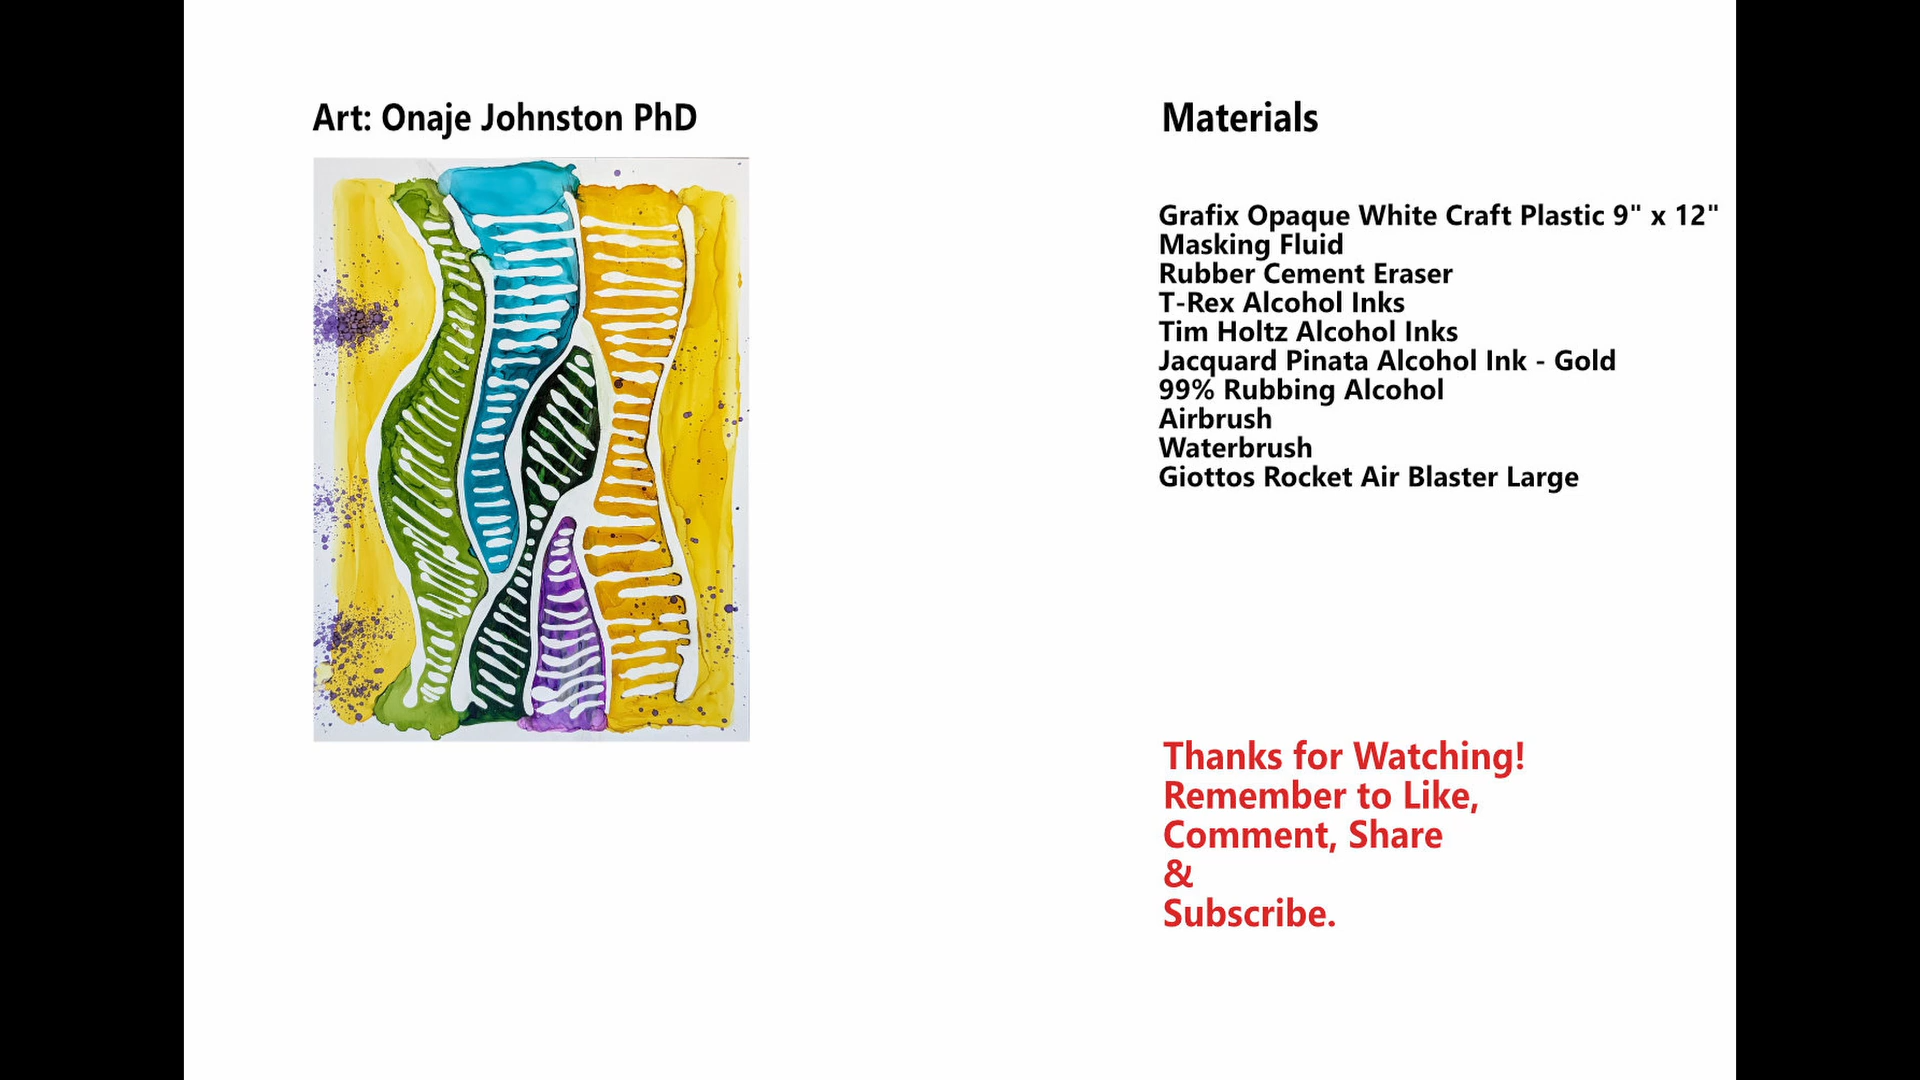 Art: Onaje Johnston PhD
Materials
Grafix Opaque White Craft Plastic 9" x 12"
Masking Fluid
Rubber Cement Eraser
T-Rex Alcohol Inks
Tim Holtz Alcohol Inks
Jacquard Pinata Alcohol Ink - Gold
99% Rubbing Alcohol
Airbrush
Waterbrush
Giottos Rocket Air Blaster Large
Thanks for Watching!
Remember to Like,
Comment, Share
&
Subscribe.